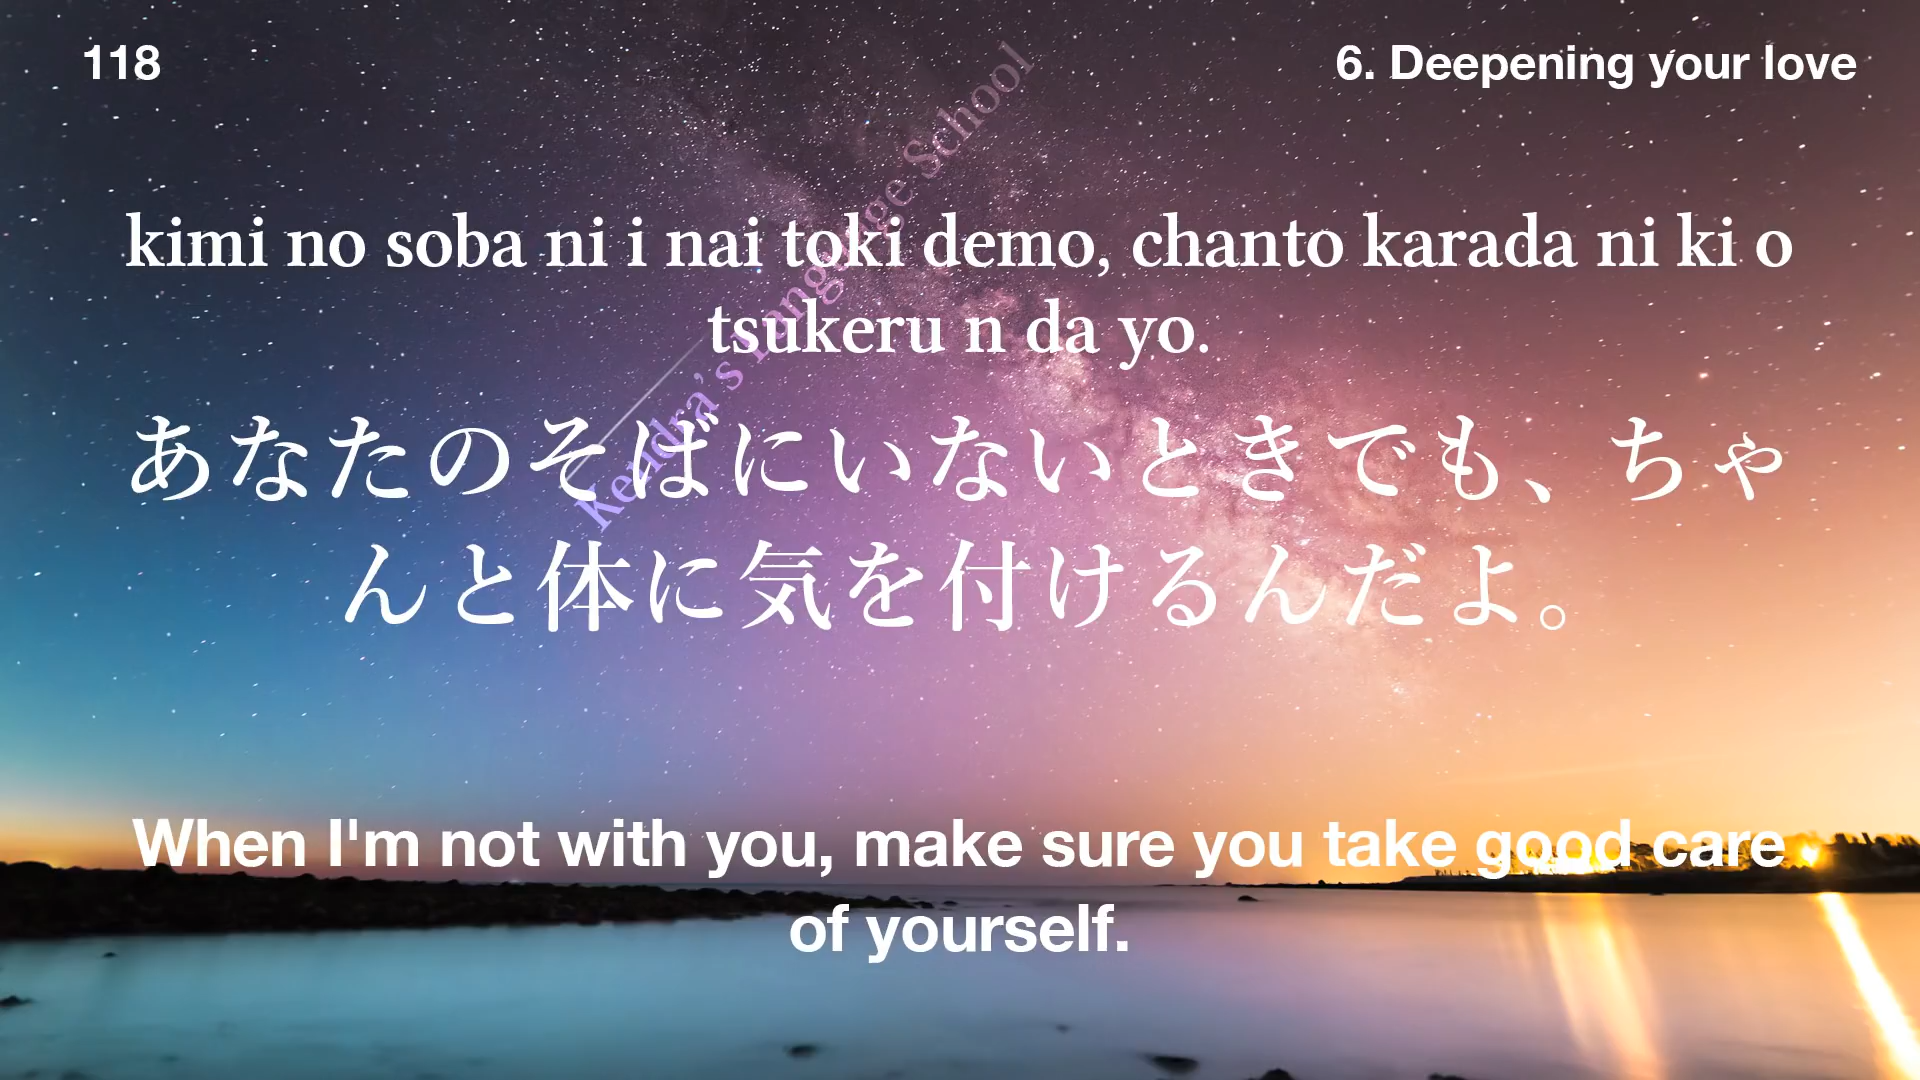 118
6. Deepening your love
kimi no soba ni i nai toki demo, chanto karada ni ki o
tsukeru n da yo.
あなたのそばにいないときでも、ちゃ
んと体に気を付けるんだよ。
Kendra's Language School
When I'm not with you, make sure you take good care
of yourself.